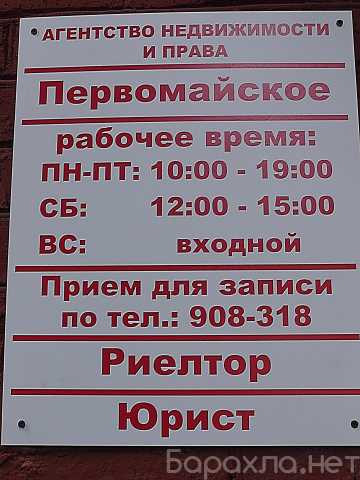 АГЕНТСТВО НЕДВИЖИМОСТИ
И ПРАВА
Первомайское
рабочее время:
ПН-ПТ: 10:00 - 19:00
СБ: 12:00 - 15:00
ВС: входной
Прием для записи
по тел.: 908-318
Риелтор
Юрист
Барахла.нет